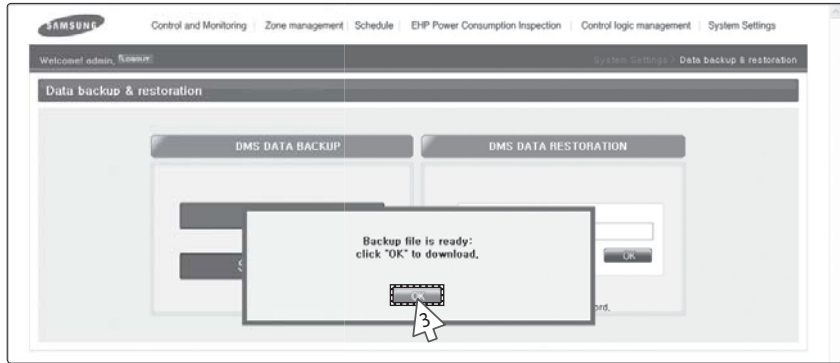 SAMSUNG Control and Monitoring Zone management Schedule EHP Power Consumption Inspection Control logic management System Settings
Welcome! admin, LOGOUT System Settings > Data backup & restoration
Data backup & restoration
DMS DATA BACKUP DMS DATA RESTORATION
Backup file is ready:
click "OK" to download.
OK
OK
3